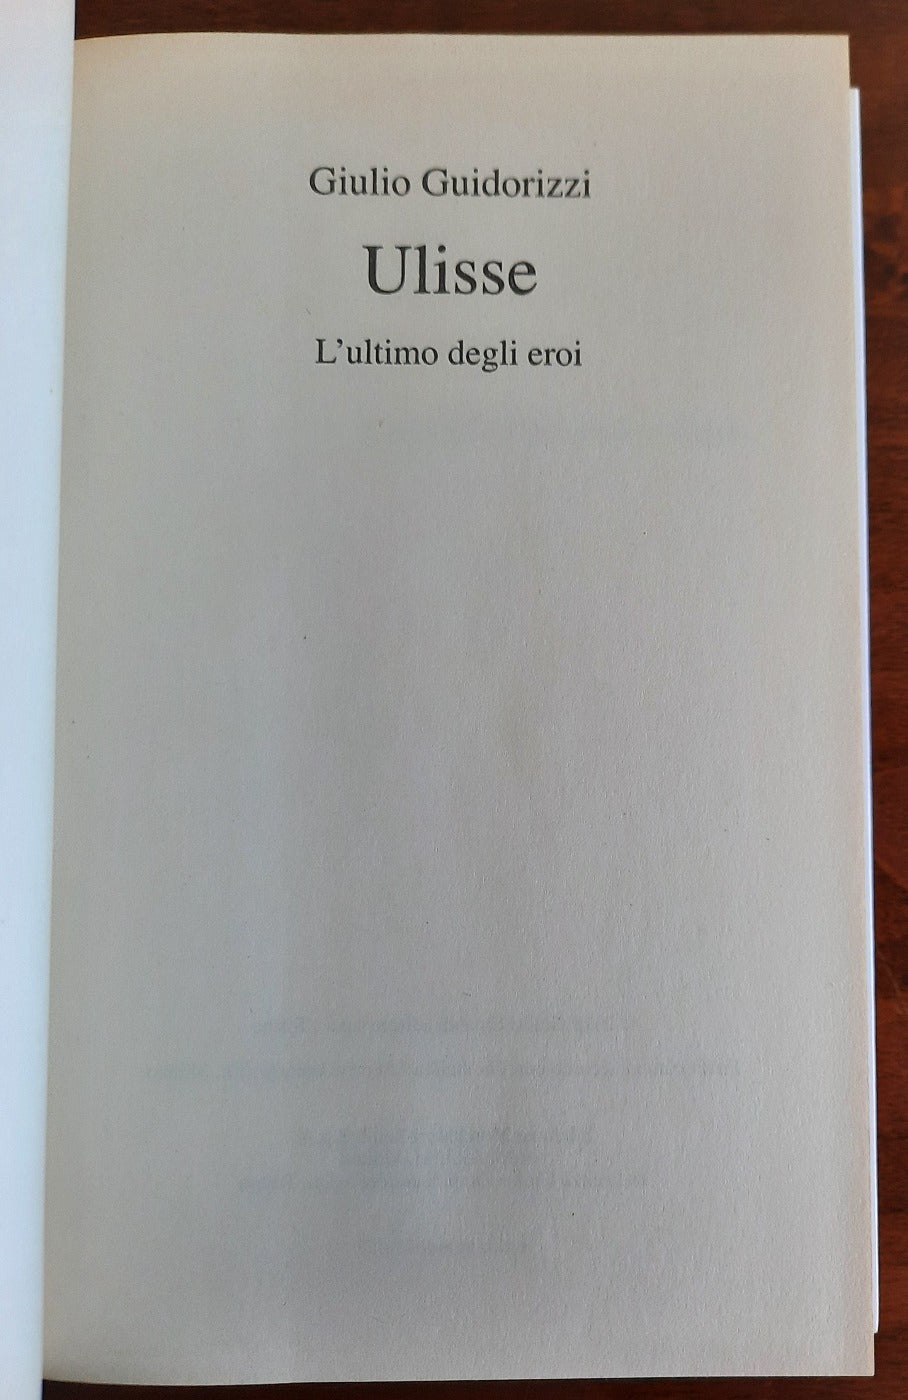 Giulio Guidorizzi
Ulisse
L’ultimo degli eroi